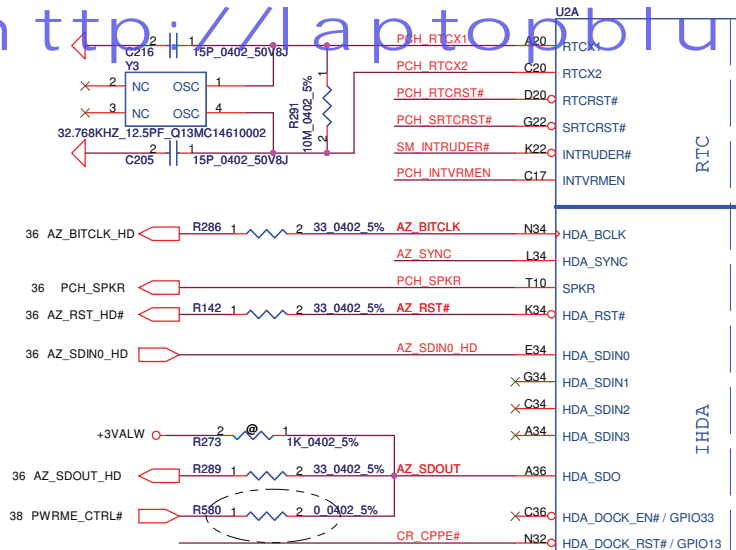 http://laptopblu
U2A
C216 2 1 15P_0402_50V8J
PCH_RTCX1 A20 RTCX1
Y3
2 NC OSC 1
3 NC OSC 4
32.768KHZ_12.5PF_Q13MC14610002
R291 1 2 10M_0402_5%
C205 2 1 15P_0402_50V8J
PCH_RTCX2 C20 RTCX2
PCH_RTCRST# D20 RTCRST#
PCH_SRTCRST# G22 SRTCRST#
SM_INTRUDER# K22 INTRUDER#
PCH_INTVRMEN C17 INTVRMEN
RTC
36 AZ_BITCLK_HD R286 1 2 33_0402_5% AZ_BITCLK N34 HDA_BCLK
AZ_SYNC L34 HDA_SYNC
36 PCH_SPKR PCH_SPKR T10 SPKR
36 AZ_RST_HD# R142 1 2 33_0402_5% AZ_RST# K34 HDA_RST#
36 AZ_SDIN0_HD AZ_SDIN0_HD E34 HDA_SDIN0
G34 HDA_SDIN1
C34 HDA_SDIN2
A34 HDA_SDIN3
IHDA
+3VALW R273 2 @ 1 1K_0402_5%
36 AZ_SDOUT_HD R289 1 2 33_0402_5% AZ_SDOUT A36 HDA_SDO
38 PWRME_CTRL# R580 1 2 0_0402_5%
C36 HDA_DOCK_EN# / GPIO33
CR_CPPE# N32 HDA_DOCK_RST# / GPIO13